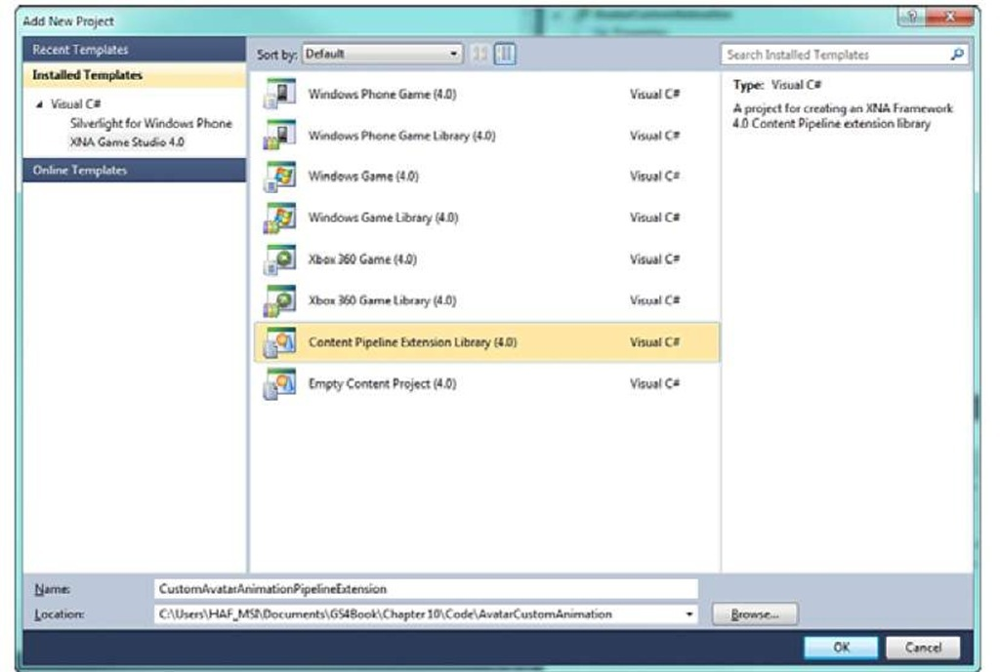 Add New Project
Recent Templates
Installed Templates
Visual C#
Silverlight for Windows Phone
XNA Game Studio 4.0
Online Templates
Sort by: Default
Windows Phone Game (4.0) Visual C#
Windows Phone Game Library (4.0) Visual C#
Windows Game (4.0) Visual C#
Windows Game Library (4.0) Visual C#
Xbox 360 Game (4.0) Visual C#
Xbox 360 Game Library (4.0) Visual C#
Content Pipeline Extension Library (4.0) Visual C#
Empty Content Project (4.0) Visual C#
Search Installed Templates
Type: Visual C#
A project for creating an XNA Framework
4.0 Content Pipeline extension library
Name: CustomAvatarAnimationPipelineExtension
Location: C:\Users\HAF_MSI\Documents\GS4Book\Chapter10\Code\AvatarCustomAnimation
Browse...
OK
Cancel